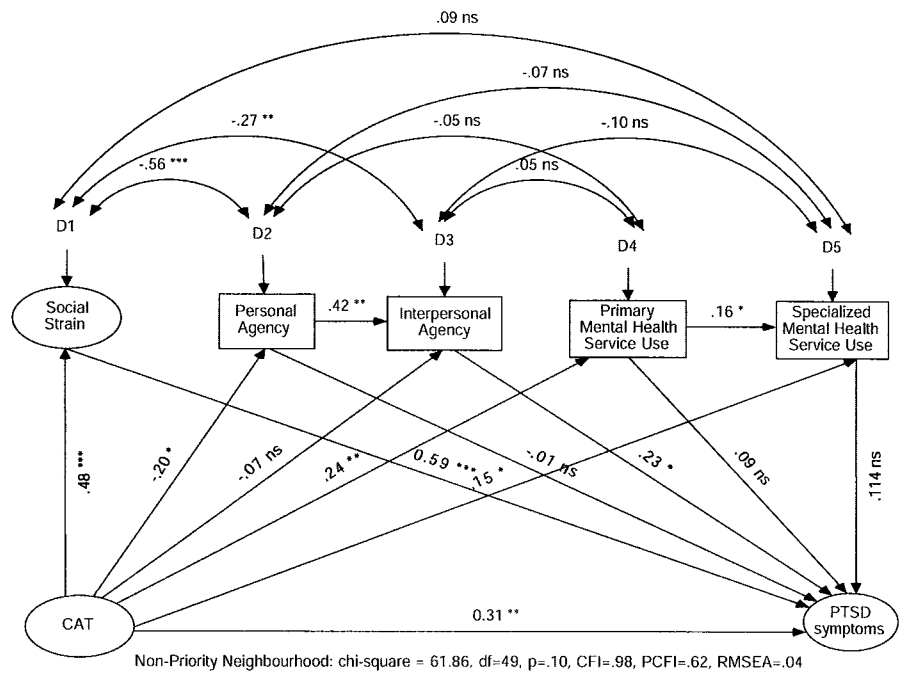 .09 ns
-.07 ns
-.27 **
-.05 ns
-.10 ns
-.56 ***
.05 ns
D1
D2
D3
D4
D5
Social
Strain
Personal
Agency
.42 **
Interpersonal
Agency
Primary
Mental Health
Service Use
.16 *
Specialized
Mental Health
Service Use
.48 ***
-.20 *
-.07 ns
.24 **
0.59 ***
.15 *
-.01 ns
.23 *
.09 ns
.114 ns
CAT
0.31 **
PTSD
symptoms
Non-Priority Neighbourhood: chi-square = 61.86, df=49, p=.10, CFI=.98, PCFI=.62, RMSEA=.04